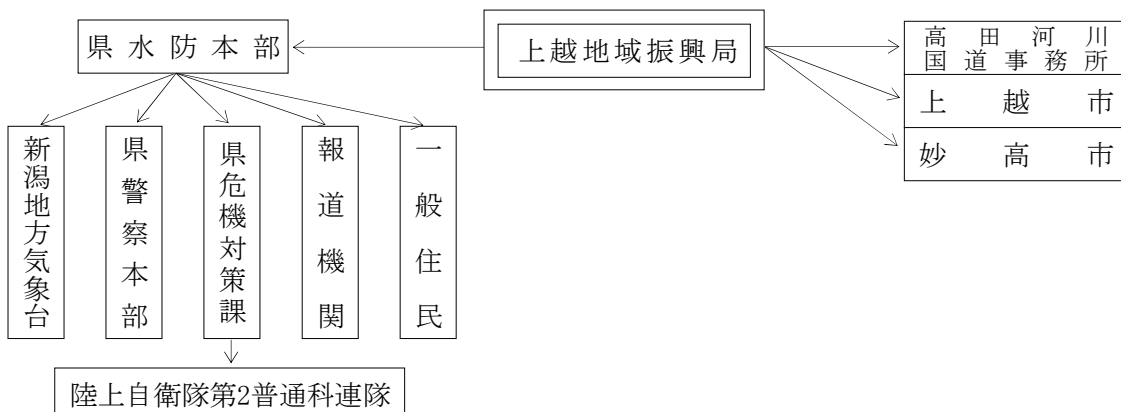 県水防本部
上越地域振興局
高田河川
国道事務所
上越市
妙高市
新潟地方気象台
県警察本部
県危機対策課
報道機関
一般住民
陸上自衛隊第2普通科連隊